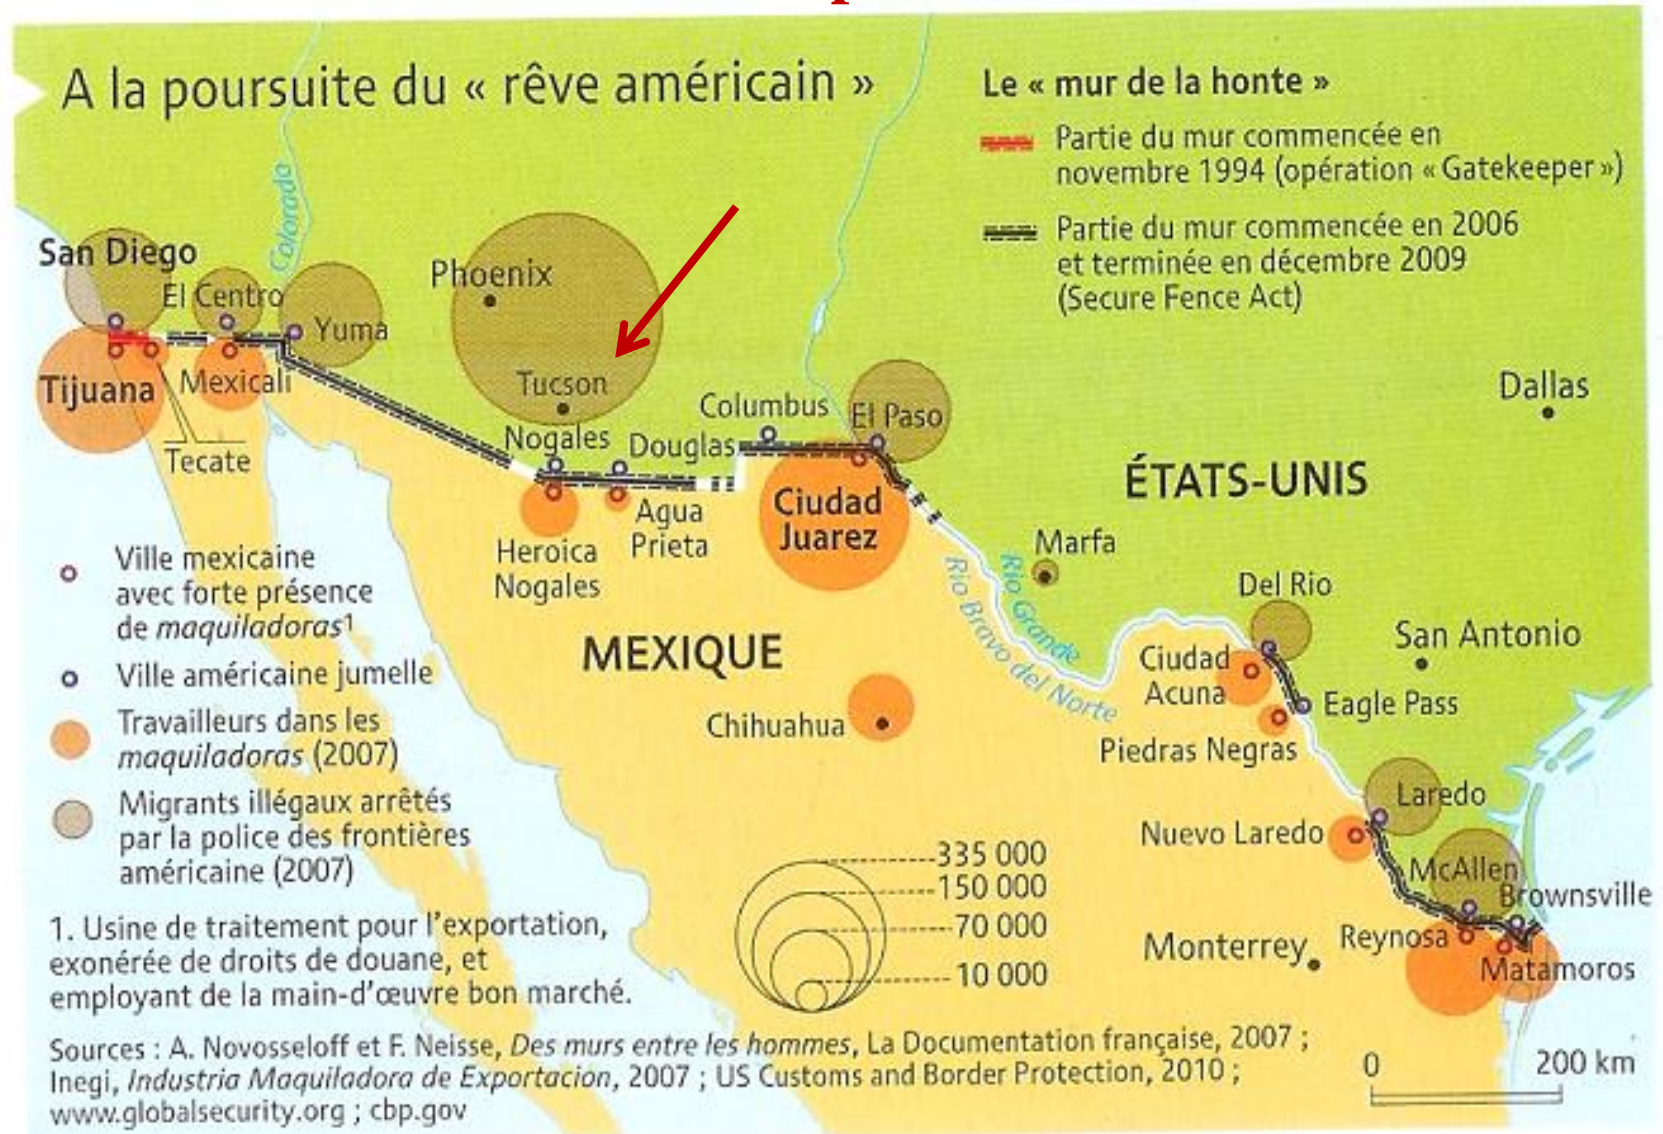 A la poursuite du « rêve américain »
Le « mur de la honte »
Partie du mur commencée en
novembre 1994 (opération « Gatekeeper »)
Partie du mur commencée en 2006
et terminée en décembre 2009
(Secure Fence Act)
Colorado
San Diego
El Centro
Yuma
Phoenix
Tijuana
Mexicali
Tecate
Tucson
Nogales
Douglas
Columbus
El Paso
Dallas
ÉTATS-UNIS
Heroica
Nogales
Agua
Prieta
Ciudad
Juarez
Marfa
Rio Grande
Rio Bravo del Norte
Del Rio
San Antonio
Ciudad
Acuna
Eagle Pass
Piedras Negras
MEXIQUE
Chihuahua
Laredo
Nuevo Laredo
McAllen
Brownsville
Reynosa
Matamoros
Monterrey
Ville mexicaine
avec forte présence
de maquiladoras¹
Ville américaine jumelle
Travailleurs dans les
maquiladoras (2007)
Migrants illégaux arrêtés
par la police des frontières
américaine (2007)
335 000
150 000
70 000
10 000
1. Usine de traitement pour l'exportation,
exonérée de droits de douane, et
employant de la main-d'œuvre bon marché.
Sources : A. Novosseloff et F. Neisse, Des murs entre les hommes, La Documentation française, 2007 ;
Inegi, Industria Maquiladora de Exportacion, 2007 ; US Customs and Border Protection, 2010 ;
www.globalsecurity.org ; cbp.gov
0 200 km